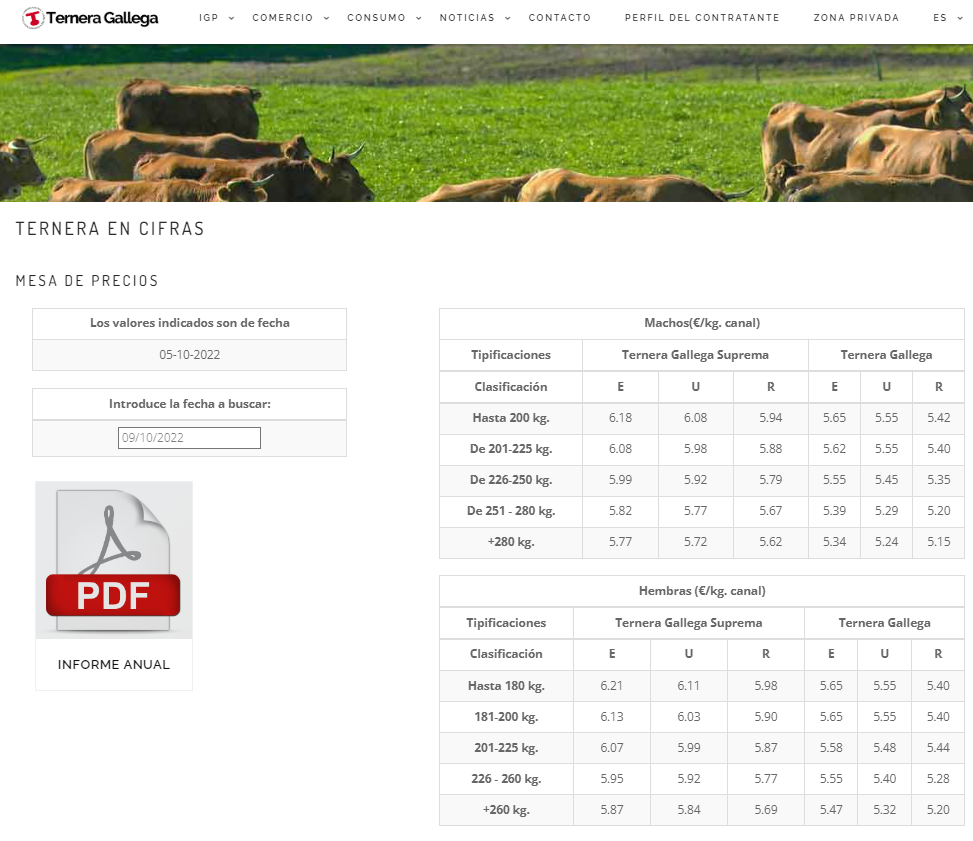 Ternera Gallega IGP COMERCIO CONSUMO NOTICIAS CONTACTO PERFIL DEL CONTRATANTE ZONA PRIVADA ES
TERNERA EN CIFRAS
MESA DE PRECIOS
Los valores indicados son de fecha
05-10-2022
Introduce la fecha a buscar:
09/10/2022
PDF
INFORME ANUAL
Machos(€/kg. canal)
Tipificaciones Ternera Gallega Suprema Ternera Gallega
Clasificación E U R E U R
Hasta 200 kg. 6.18 6.08 5.94 5.65 5.55 5.42
De 201-225 kg. 6.08 5.98 5.88 5.62 5.55 5.40
De 226-250 kg. 5.99 5.92 5.79 5.55 5.45 5.35
De 251 - 280 kg. 5.82 5.77 5.67 5.39 5.29 5.20
+280 kg. 5.77 5.72 5.62 5.34 5.24 5.15
Hembras (€/kg. canal)
Tipificaciones Ternera Gallega Suprema Ternera Gallega
Clasificación E U R E U R
Hasta 180 kg. 6.21 6.11 5.98 5.65 5.55 5.40
181-200 kg. 6.13 6.03 5.90 5.65 5.55 5.40
201-225 kg. 6.07 5.99 5.87 5.58 5.48 5.44
226 - 260 kg. 5.95 5.92 5.77 5.55 5.40 5.28
+260 kg. 5.87 5.84 5.69 5.47 5.32 5.20